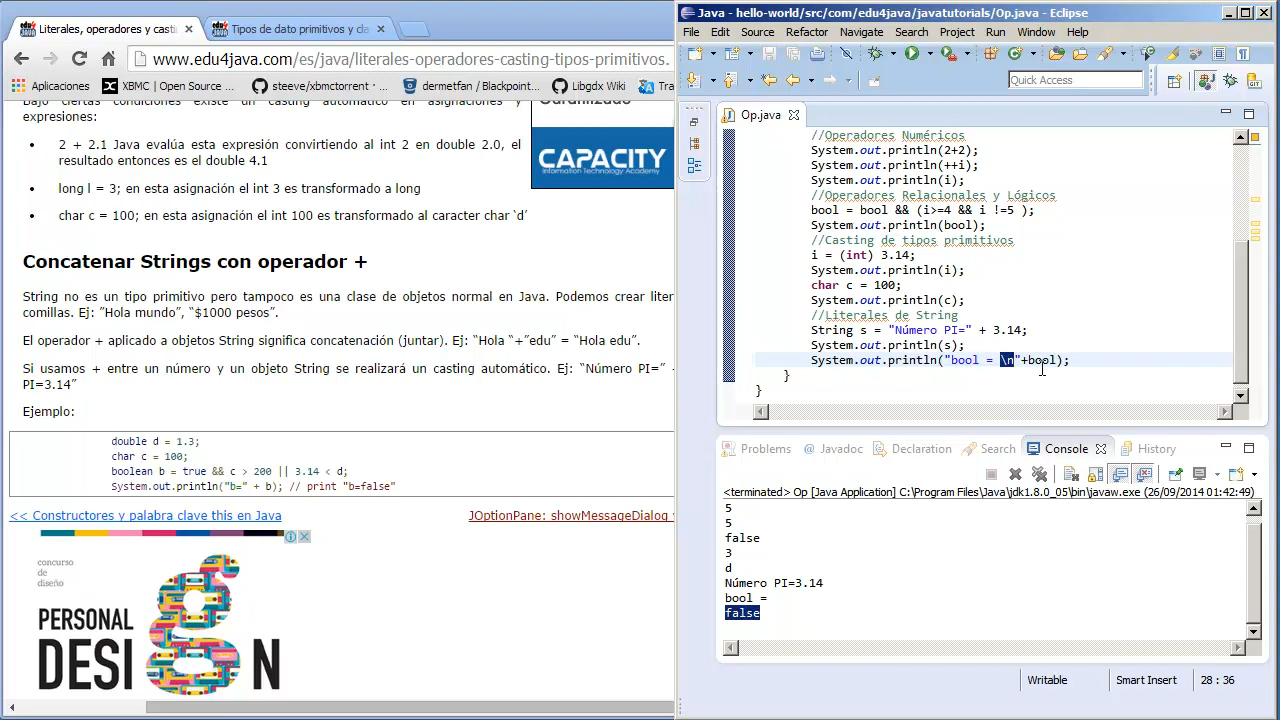 Literales, operadores y casti
Tipos de dato primitivos y cla
www.edu4java.com/es/java/literales-operadores-casting-tipos-primitivos.
Aplicaciones
XBMC | Open Source ...
steeve/xbmctorrent ·...
dermetfan / Blackpoint...
Libgdx Wiki
Tra
Bajo ciertas condiciones existe un casting automático en asignaciones y
expresiones:
• 2 + 2.1 Java evalúa esta expresión convirtiendo al int 2 en double 2.0, el
resultado entonces es el double 4.1
• long l = 3; en esta asignación el int 3 es transformado a long
• char c = 100; en esta asignación el int 100 es transformado al caracter char ‘d’
CAPACITY
Information Technology Academy
Concatenar Strings con operador +
String no es un tipo primitivo pero tampoco es una clase de objetos normal en Java. Podemos crear liter
comillas. Ej: ”Hola mundo”, “$1000 pesos”.
El operador + aplicado a objetos String significa concatenación (juntar). Ej: “Hola “+”edu” = “Hola edu”.
Si usamos + entre un número y un objeto String se realizará un casting automático. Ej: “Número PI=” +
PI=3.14”
Ejemplo:
double d = 1.3;
char c = 100;
boolean b = true && c > 200 || 3.14 < d;
System.out.println("b=" + b); // print "b=false"
<< Constructores y palabra clave this en Java
JOptionPane: showMessageDialog
concurso
de
diseño
PERSONAL
DESI N
Java - hello-world/src/com/edu4java/javatutorials/Op.java - Eclipse
File Edit Source Refactor Navigate Search Project Run Window Help
Quick Access
GIT
Op.java
//Operadores Numéricos
System.out.println(2+2);
System.out.println(++i);
System.out.println(i);
//Operadores Relacionales y Lógicos
bool = bool && (i>=4 && i !=5 );
System.out.println(bool);
//Casting de tipos primitivos
i = (int) 3.14;
System.out.println(i);
char c = 100;
System.out.println(c);
//Literales de String
String s = "Número PI=" + 3.14;
System.out.println(s);
System.out.println("bool = \n"+bool);
}
}
Problems
Javadoc
Declaration
Search
Console
History
<terminated> Op [Java Application] C:\Program Files\Java\jdk1.8.0_05\bin\javaw.exe (26/09/2014 01:42:49)
5
5
false
3
d
Número PI=3.14
bool =
false
Writable
Smart Insert
28 : 36